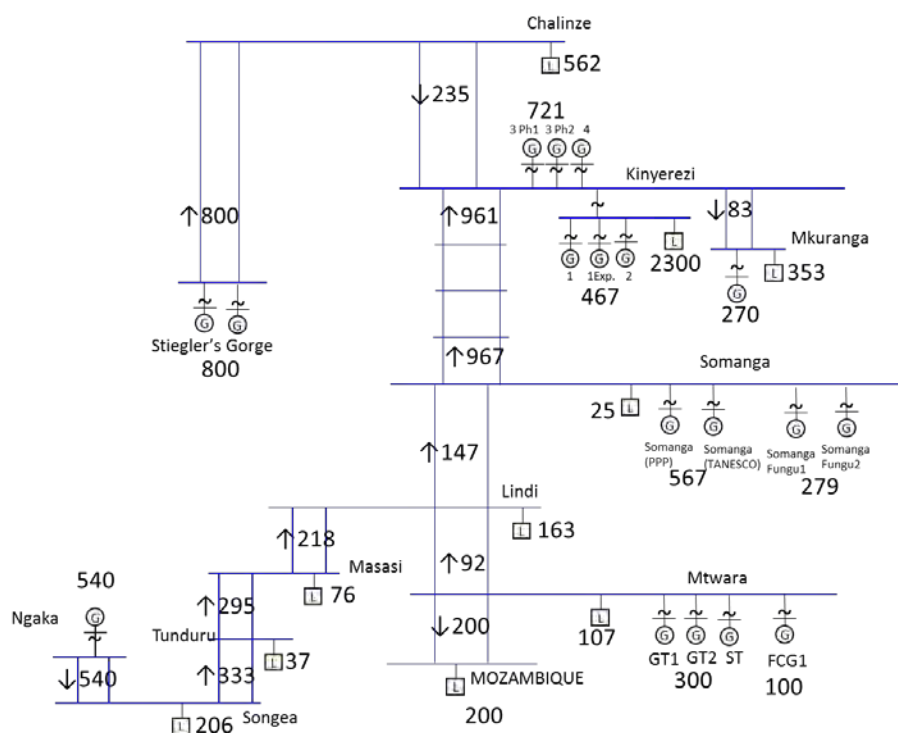 Chalinze
L 562
↓ 235
721
3 Ph1 3 Ph2 4
G G G
Kinyerezi
↑ 800
↑ 961
↓ 83
Mkuranga
G G G
L
L 353
1 1Exp. 2
2300
467
G
270
G G
Stiegler's Gorge
800
↑ 967
Somanga
25 L
G G G G
Somanga (PPP)
Somanga (TANESCO)
Somanga Fungu1
Somanga Fungu2
567
279
↑ 147
Lindi
L 163
↑ 218
Masasi
↑ 92
Mtwara
540
L 76
Ngaka
G
↑ 295
Tunduru
↓ 200
L
107
G G G G
GT1 GT2 ST FCG1
300
100
L 37
↓ 540
↑ 333
L MOZAMBIQUE
200
L 206
Songea